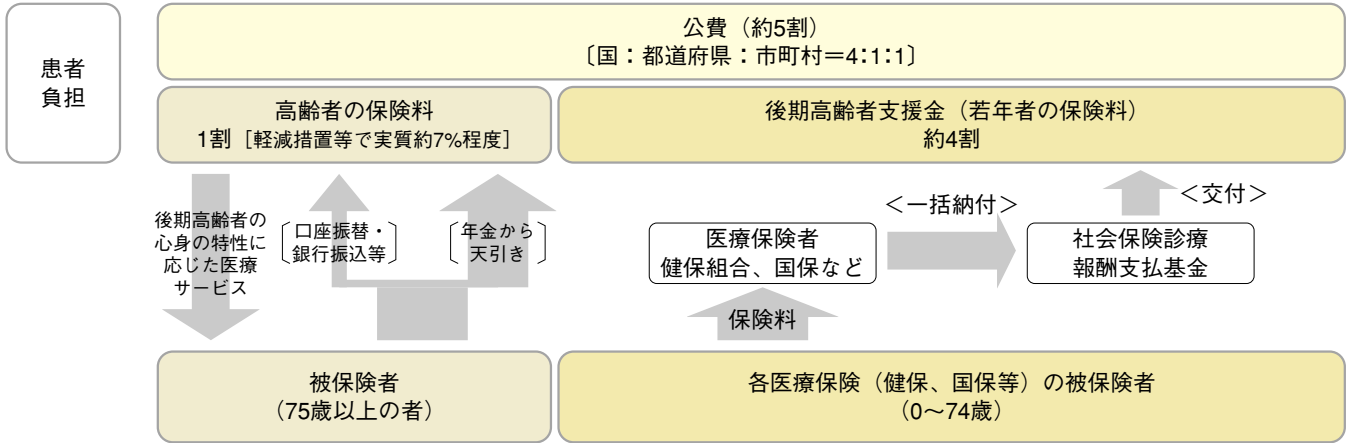 患者
負担
公費（約5割）
〔国：都道府県：市町村＝4:1:1〕
高齢者の保険料
1割［軽減措置等で実質約7%程度］
後期高齢者支援金（若年者の保険料）
約4割
後期高齢者の
心身の特性に
応じた医療
サービス
口座振替・
銀行振込等
年金から
天引き
医療保険者
健保組合、国保など
＜一括納付＞
社会保険診療
報酬支払基金
＜交付＞
保険料
被保険者
（75歳以上の者）
各医療保険（健保、国保等）の被保険者
（0～74歳）